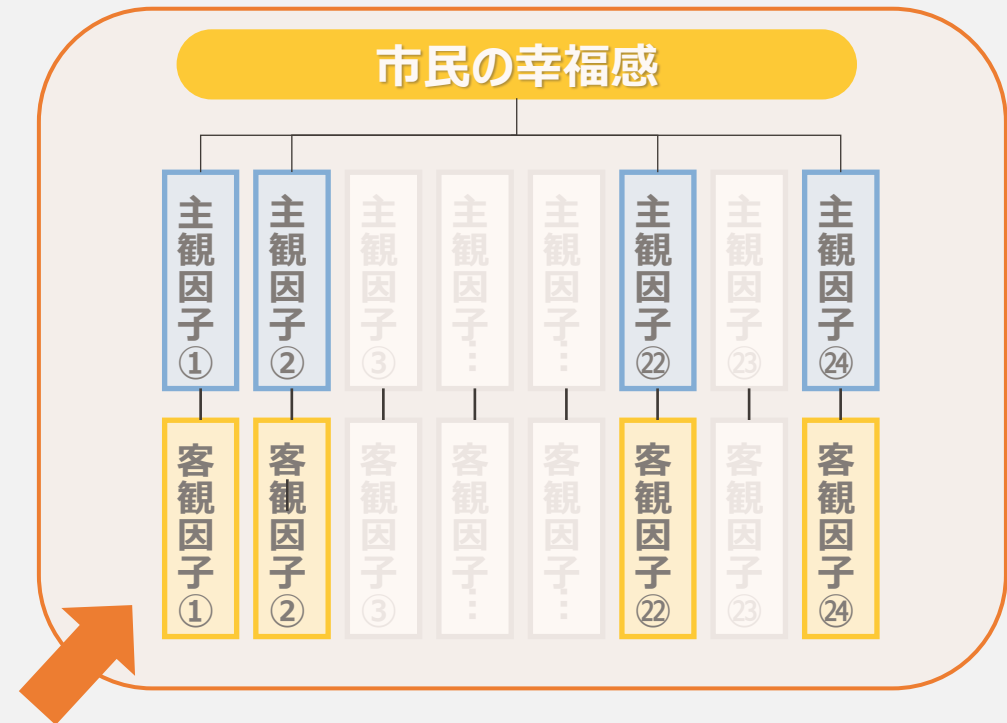 市民の幸福感
主観因子①
主観因子②
主観因子③
主観因子…
主観因子…
主観因子㉒
主観因子㉓
主観因子㉔
客観因子①
客観因子②
客観因子③
客観因子…
客観因子…
客観因子㉒
客観因子㉓
客観因子㉔